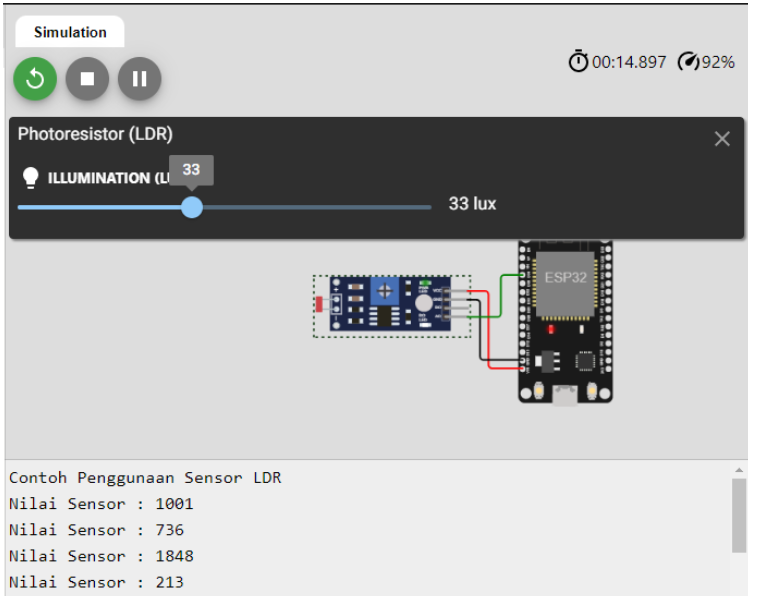 Simulation
00:14.897 92%
Photoresistor (LDR)
33
ILLUMINATION (LU
33 lux
ESP32
Contoh Penggunaan Sensor LDR
Nilai Sensor : 1001
Nilai Sensor : 736
Nilai Sensor : 1848
Nilai Sensor : 213